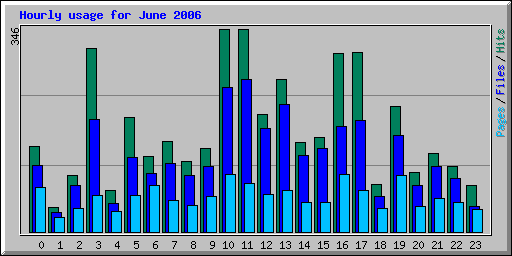 Hourly usage for June 2006
346
Pages/Files/Hits
0 1 2 3 4 5 6 7 8 9 10 11 12 13 14 15 16 17 18 19 20 21 22 23